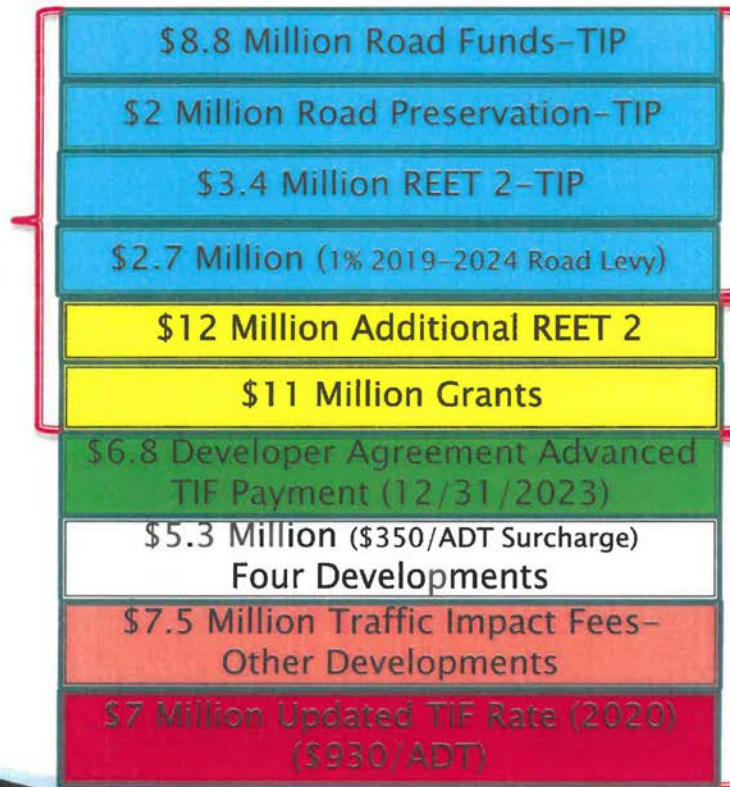 $8.8 Million Road Funds-TIP
$2 Million Road Preservation-TIP
$3.4 Million REET 2-TIP
$2.7 Million (1% 2019-2024 Road Levy)
$12 Million Additional REET 2
$11 Million Grants
$6.8 Developer Agreement Advanced
TIF Payment (12/31/2023)
$5.3 Million ($350/ADT Surcharge)
Four Developments
$7.5 Million Traffic Impact Fees-
Other Developments
$7 Million Updated TIF Rate (2020)
($930/ADT)